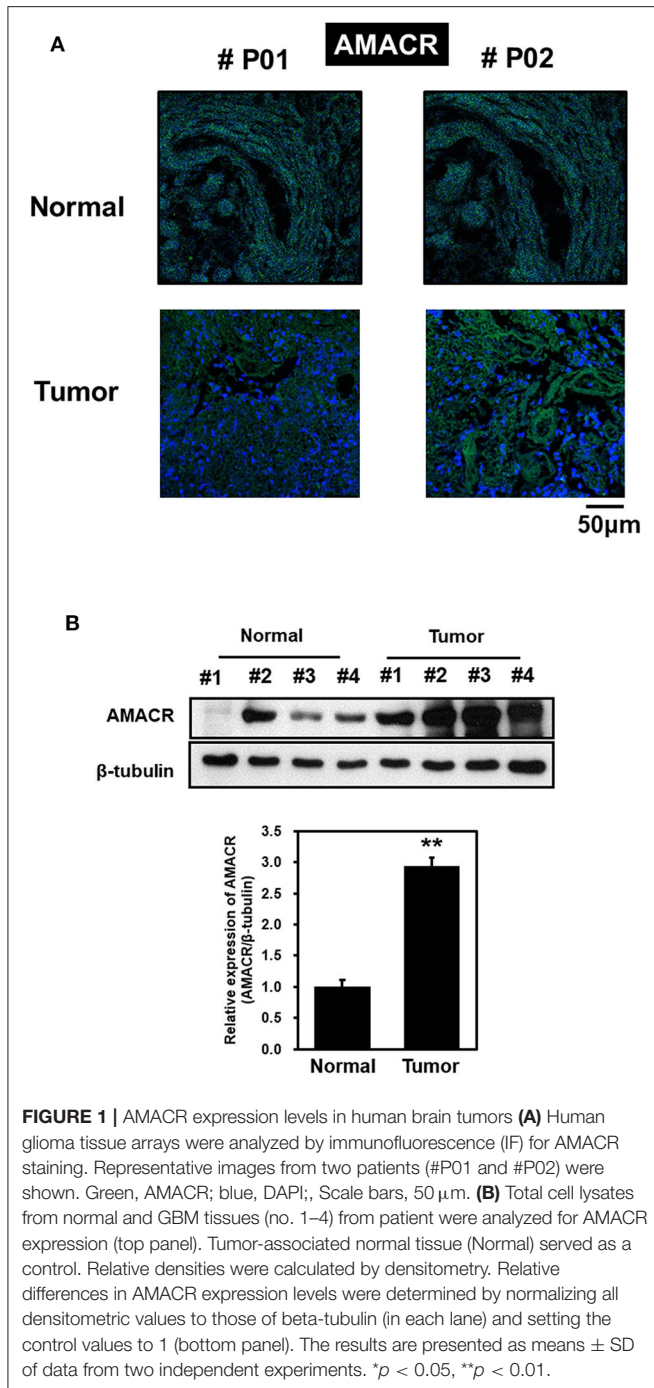 A
AMACR
# P01
# P02
Normal
Tumor
50μm
B
Normal Tumor
#1 #2 #3 #4 #1 #2 #3 #4
AMACR
β-tubulin
Relative expression of AMACR
(AMACR/β-tubulin)
3.5
3.0
2.5
2.0
1.5
1.0
0.5
0.0
**
Normal Tumor
FIGURE 1 | AMACR expression levels in human brain tumors (A) Human
glioma tissue arrays were analyzed by immunofluorescence (IF) for AMACR
staining. Representative images from two patients (#P01 and #P02) were
shown. Green, AMACR; blue, DAPI;, Scale bars, 50 μm. (B) Total cell lysates
from normal and GBM tissues (no. 1–4) from patient were analyzed for AMACR
expression (top panel). Tumor-associated normal tissue (Normal) served as a
control. Relative densities were calculated by densitometry. Relative
differences in AMACR expression levels were determined by normalizing all
densitometric values to those of beta-tubulin (in each lane) and setting the
control values to 1 (bottom panel). The results are presented as means ± SD
of data from two independent experiments. *p < 0.05, **p < 0.01.